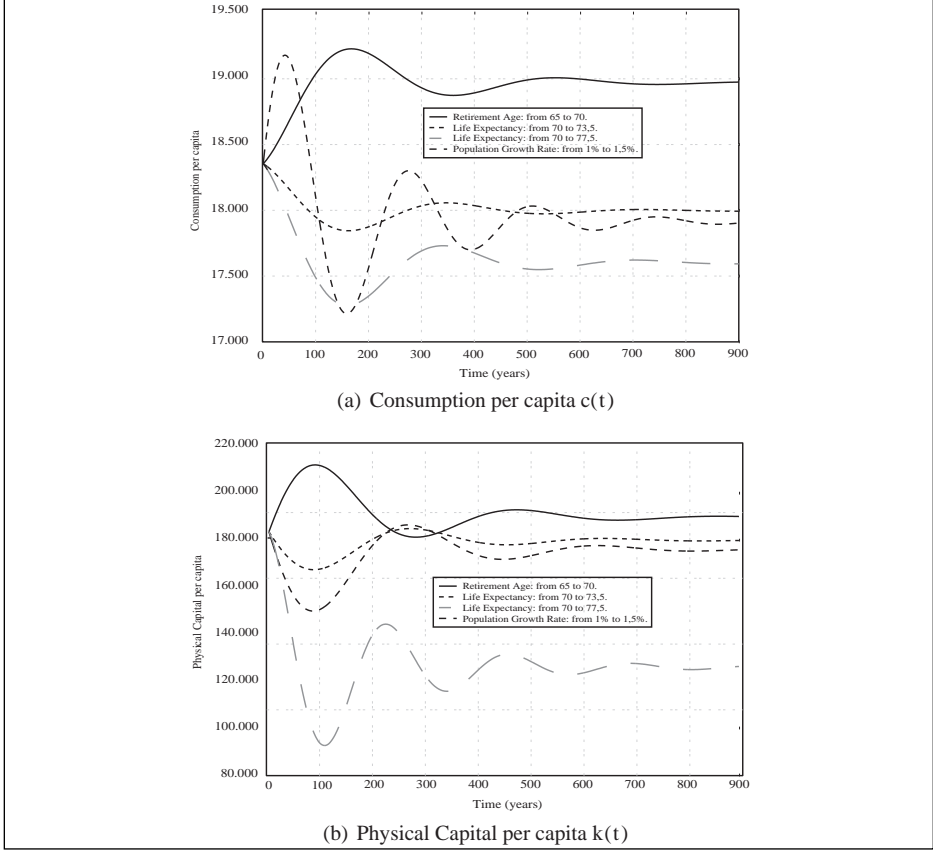 19.500
19.000
18.500
18.000
17.500
17.000
Consumption per capita
Retirement Age: from 65 to 70.
Life Expectancy: from 70 to 73,5.
Life Expectancy: from 70 to 77,5.
Population Growth Rate: from 1% to 1,5%.
0 100 200 300 400 500 600 700 800 900
Time (years)
(a) Consumption per capita c(t)
220.000
200.000
180.000
160.000
140.000
120.000
100.000
80.000
Physical Capital per capita
Retirement Age: from 65 to 70.
Life Expectancy: from 70 to 73,5.
Life Expectancy: from 70 to 77,5.
Population Growth Rate: from 1% to 1,5%.
0 100 200 300 400 500 600 700 800 900
Time (years)
(b) Physical Capital per capita k(t)